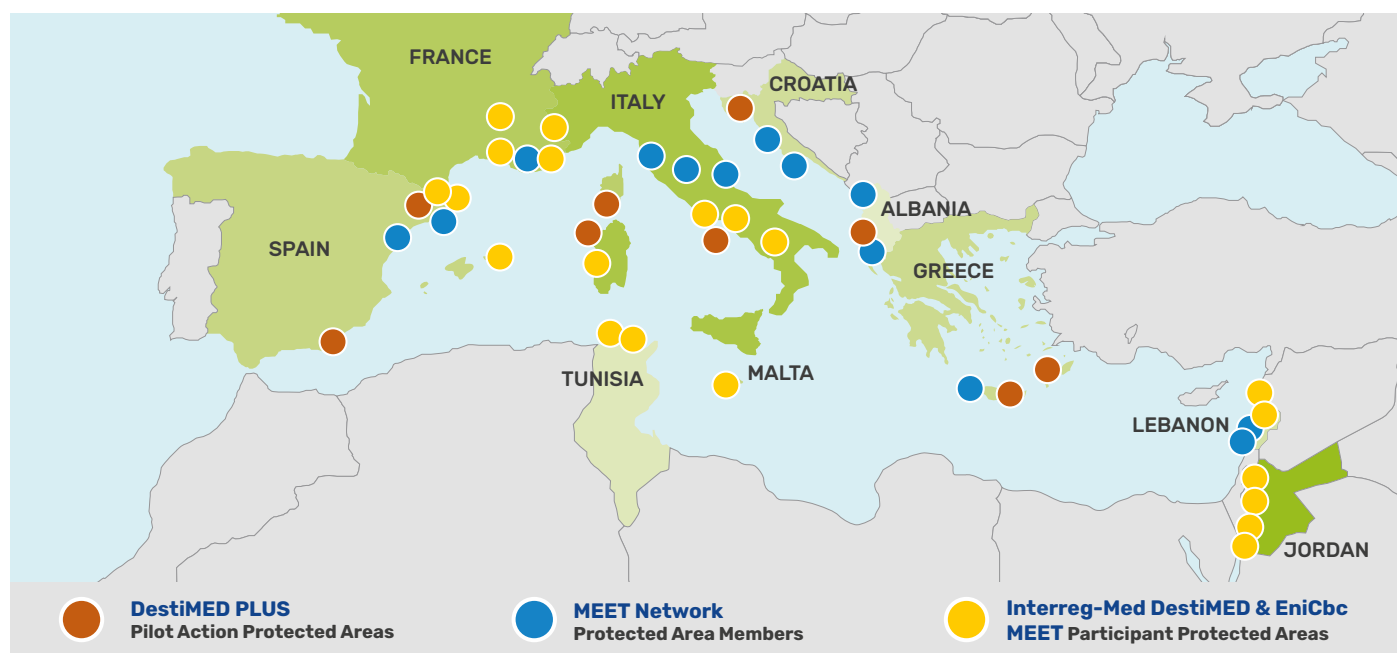 FRANCE
CROATIA
ITALY
ALBANIA
SPAIN
GREECE
TUNISIA
MALTA
LEBANON
JORDAN
DestiMED PLUS
Pilot Action Protected Areas
MEET Network
Protected Area Members
Interreg-Med DestiMED & EniCbc
MEET Participant Protected Areas